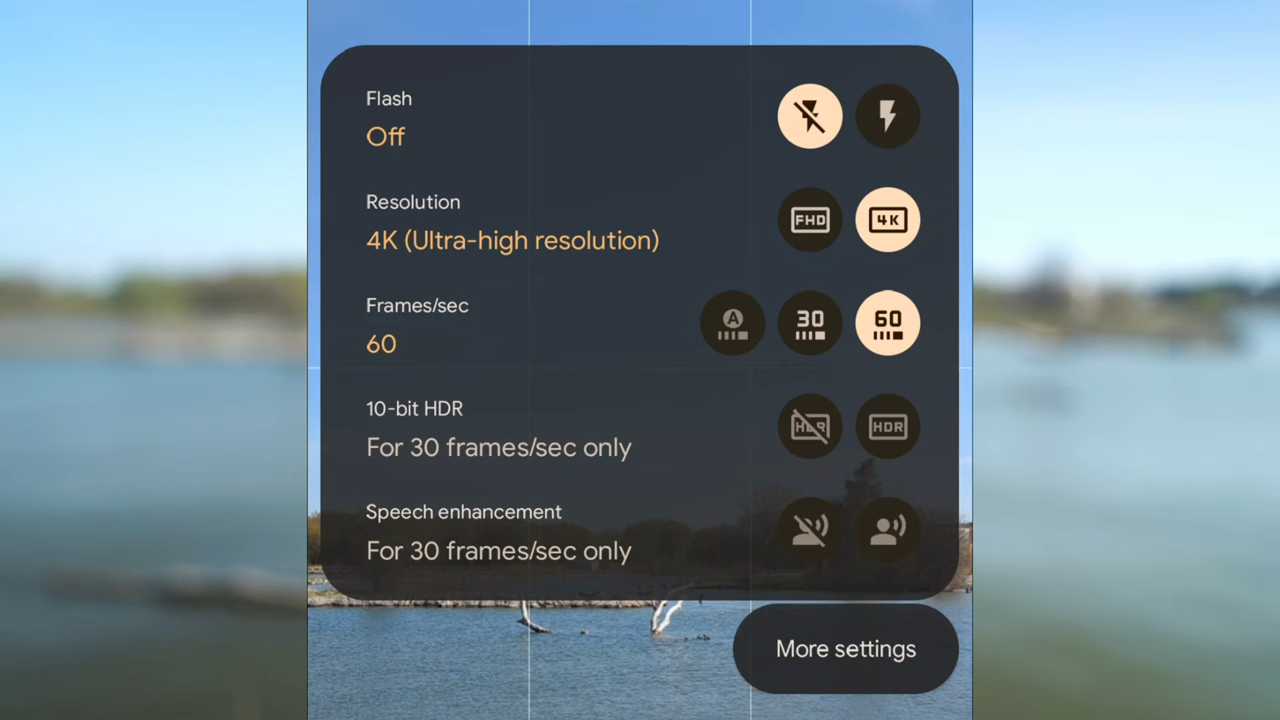 Flash
Off
Resolution
4K (Ultra-high resolution)
FHD
4K
Frames/sec
60
A
30
60
10-bit HDR
For 30 frames/sec only
HDR
HDR
Speech enhancement
For 30 frames/sec only
More settings